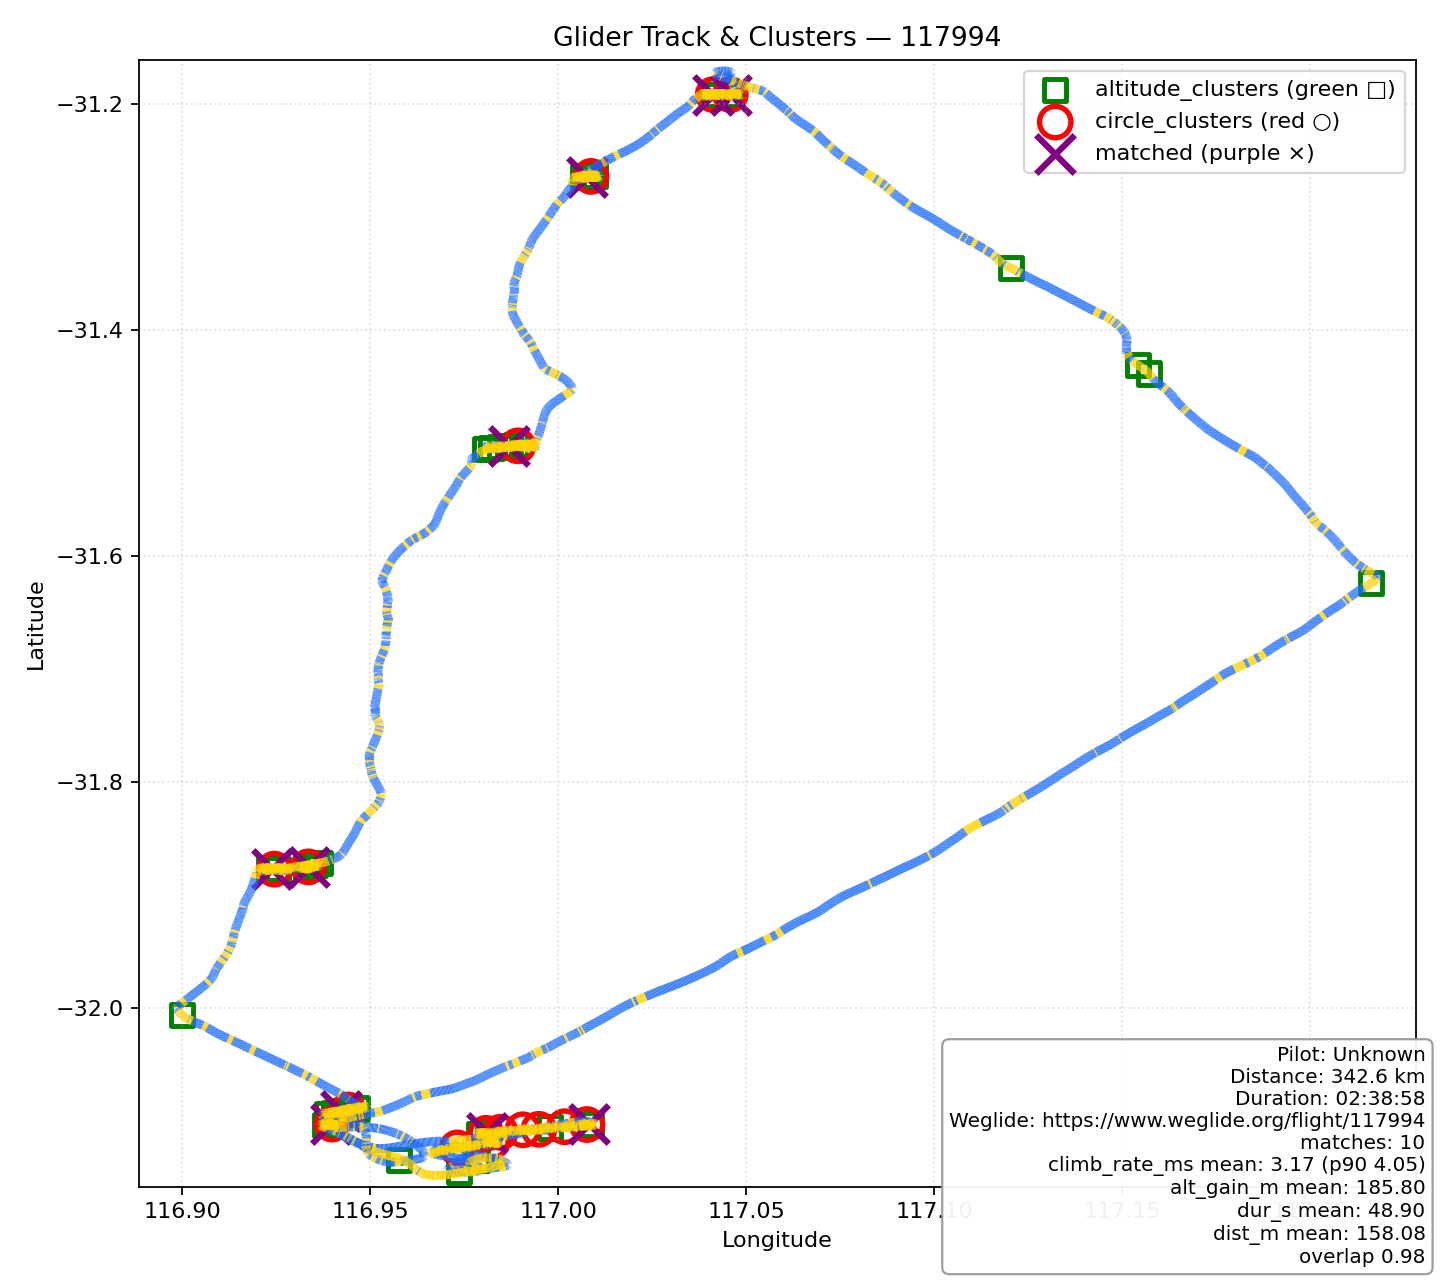 Glider Track & Clusters — 117994
altitude_clusters (green □)
circle_clusters (red ○)
matched (purple ×)
Latitude
−31.2
−31.4
−31.6
−31.8
−32.0
116.90
116.95
117.00
117.05
117.10
117.15
Longitude
Pilot: Unknown
Distance: 342.6 km
Duration: 02:38:58
Weglide: https://www.weglide.org/flight/117994
matches: 10
climb_rate_ms mean: 3.17 (p90 4.05)
alt_gain_m mean: 185.80
dur_s mean: 48.90
dist_m mean: 158.08
overlap 0.98